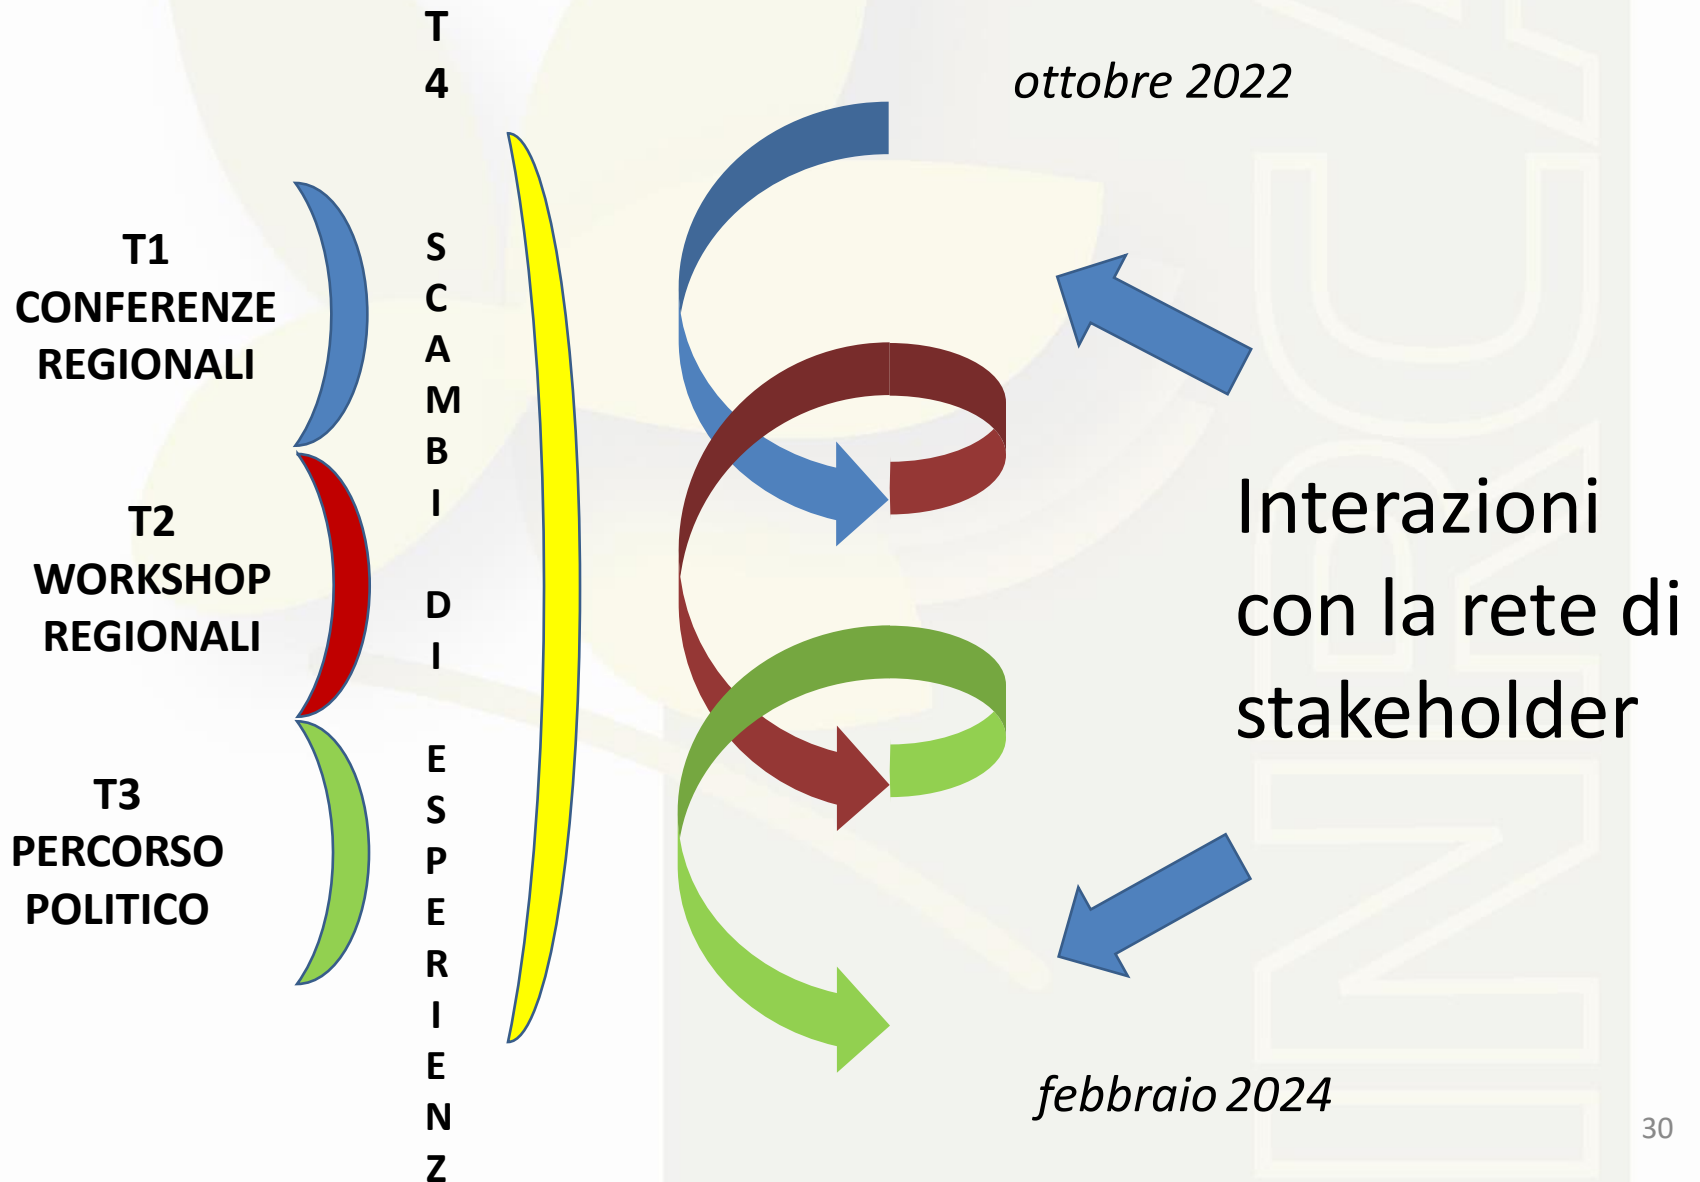 T1
CONFERENZE
REGIONALI
T2
WORKSHOP
REGIONALI
T3
PERCORSO
POLITICO
T
4
S
C
A
M
B
I
D
I
E
S
P
E
R
I
E
N
Z
ottobre 2022
Interazioni
con la rete di
stakeholder
febbraio 2024
30